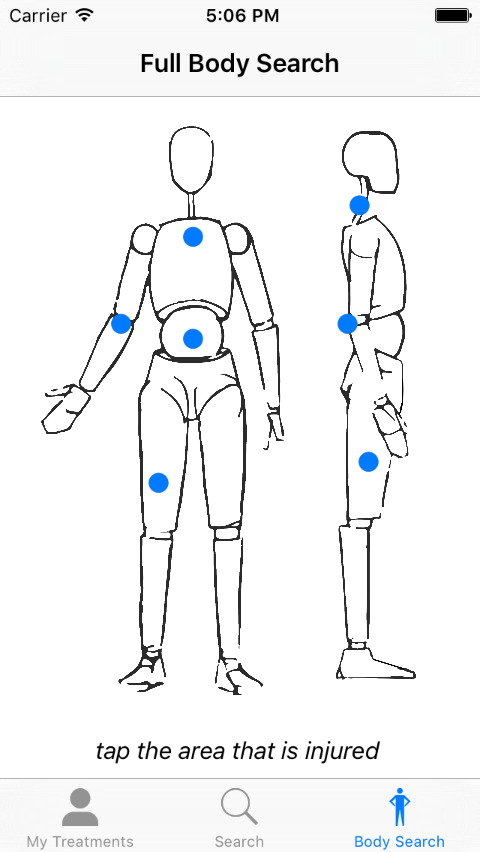 Carrier 5:06 PM
Full Body Search
tap the area that is injured
My Treatments Search Body Search